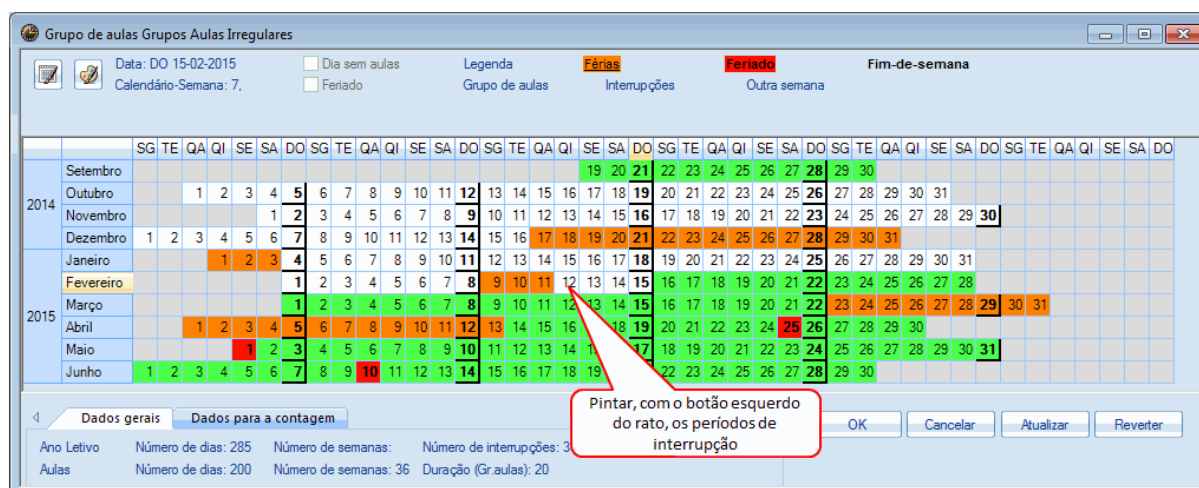 Grupo de aulas Grupos Aulas Irregulares
Data: DO 15-02-2015 Dia sem aulas Legenda Férias Feriado Fim-de-semana
Calendário-Semana: 7, Feriado Grupo de aulas Interrupções Outra semana
SG TE QA QI SE SA DO SG TE QA QI SE SA DO SG TE QA QI SE SA DO SG TE QA QI SE SA DO SG TE QA QI SE SA DO SG TE QA QI SE SA DO
Setembro 19 20 21 22 23 24 25 26 27 28 29 30
2014
Outubro 1 2 3 4 5 6 7 8 9 10 11 12 13 14 15 16 17 18 19 20 21 22 23 24 25 26 27 28 29 30 31
Novembro 1 2 3 4 5 6 7 8 9 10 11 12 13 14 15 16 17 18 19 20 21 22 23 24 25 26 27 28 29 30
Dezembro 1 2 3 4 5 6 7 8 9 10 11 12 13 14 15 16 17 18 19 20 21 22 23 24 25 26 27 28 29 30 31
Janeiro 1 2 3 4 5 6 7 8 9 10 11 12 13 14 15 16 17 18 19 20 21 22 23 24 25 26 27 28 29 30 31
Fevereiro 1 2 3 4 5 6 7 8 9 10 11 12 13 14 15 16 17 18 19 20 21 22 23 24 25 26 27 28
2015
Março 1 2 3 4 5 6 7 8 9 10 11 12 13 14 15 16 17 18 19 20 21 22 23 24 25 26 27 28 29 30 31
Abril 1 2 3 4 5 6 7 8 9 10 11 12 13 14 15 16 18 19 20 21 22 23 24 25 26 27 28 29 30
Maio 1 2 3 4 5 6 7 8 9 10 11 12 13 14 17 18 19 20 21 22 23 24 25 26 27 28 29 30 31
Junho 1 2 3 4 5 6 7 8 9 10 11 12 13 14 15 16 17 18 19 22 23 24 25 26 27 28 29 30
Pintar, com o botão esquerdo
do rato, os períodos de
interrupção
Dados gerais Dados para a contagem OK Cancelar Atualizar Reverter
Ano Letivo Número de dias: 285 Número de semanas: Número de interrupções: 3
Aulas Número de dias: 200 Número de semanas: 36 Duração (Gr.aulas): 20